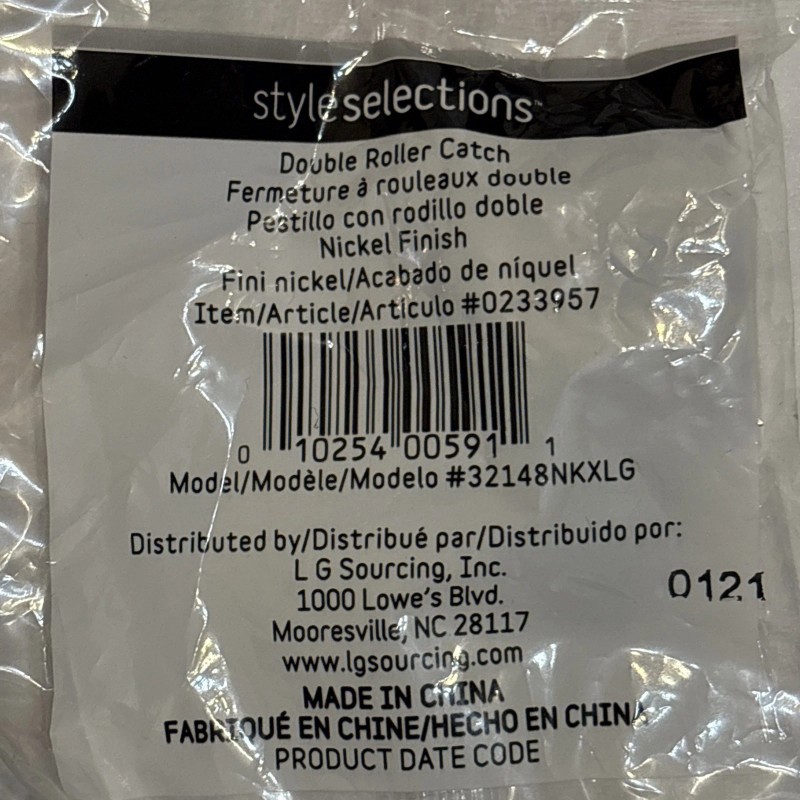 style selections™
Double Roller Catch
Fermeture à rouleaux double
Pestillo con rodillo doble
Nickel Finish
Fini nickel/Acabado de níquel
Item/Article/Artículo #0233957
0 10254 00591 1
Model/Modèle/Modelo #32148NKXLG
Distributed by/Distribué par/Distribuido por:
L G Sourcing, Inc.
1000 Lowe's Blvd.
Mooresville, NC 28117
www.lgsourcing.com
0121
MADE IN CHINA
FABRIQUÉ EN CHINE/HECHO EN CHINA
PRODUCT DATE CODE